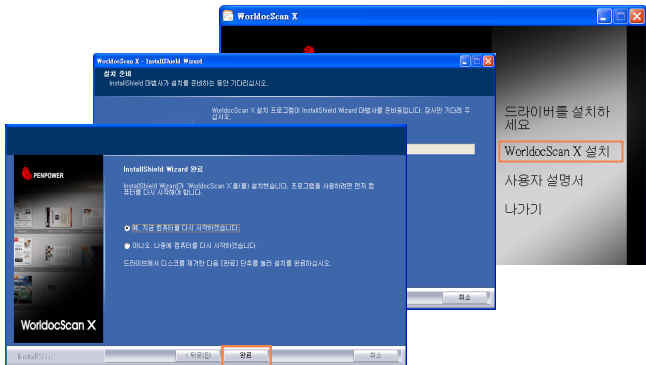 WorldocScan X
드라이버를 설치하
세요
WorldocScan X 설치
사용자 설명서
나가기
WorldocScan X - InstallShield Wizard
설치 준비
InstallShield 마법사가 설치를 준비하는 동안 기다리십시오.
WorldocScan X 설치 프로그램이 InstallShield Wizard 마법사를 준비중입니다. 잠시만 기다려 주
십시오.
취소
PENPOWER
WorldocScan X
InstallShield Wizard 완료
InstallShield Wizard가 'WorldocScan X'을(를) 설치했습니다. 프로그램을 사용하려면 먼저 컴
퓨터를 다시 시작해야 합니다.
예, 지금 컴퓨터를 다시 시작하겠습니다.
아니오, 나중에 컴퓨터를 다시 시작하겠습니다.
드라이브에서 디스크를 제거한 다음 [완료] 단추를 눌러 설치를 완료하십시오.
InstallShield
< 뒤로(B)
완료
취소